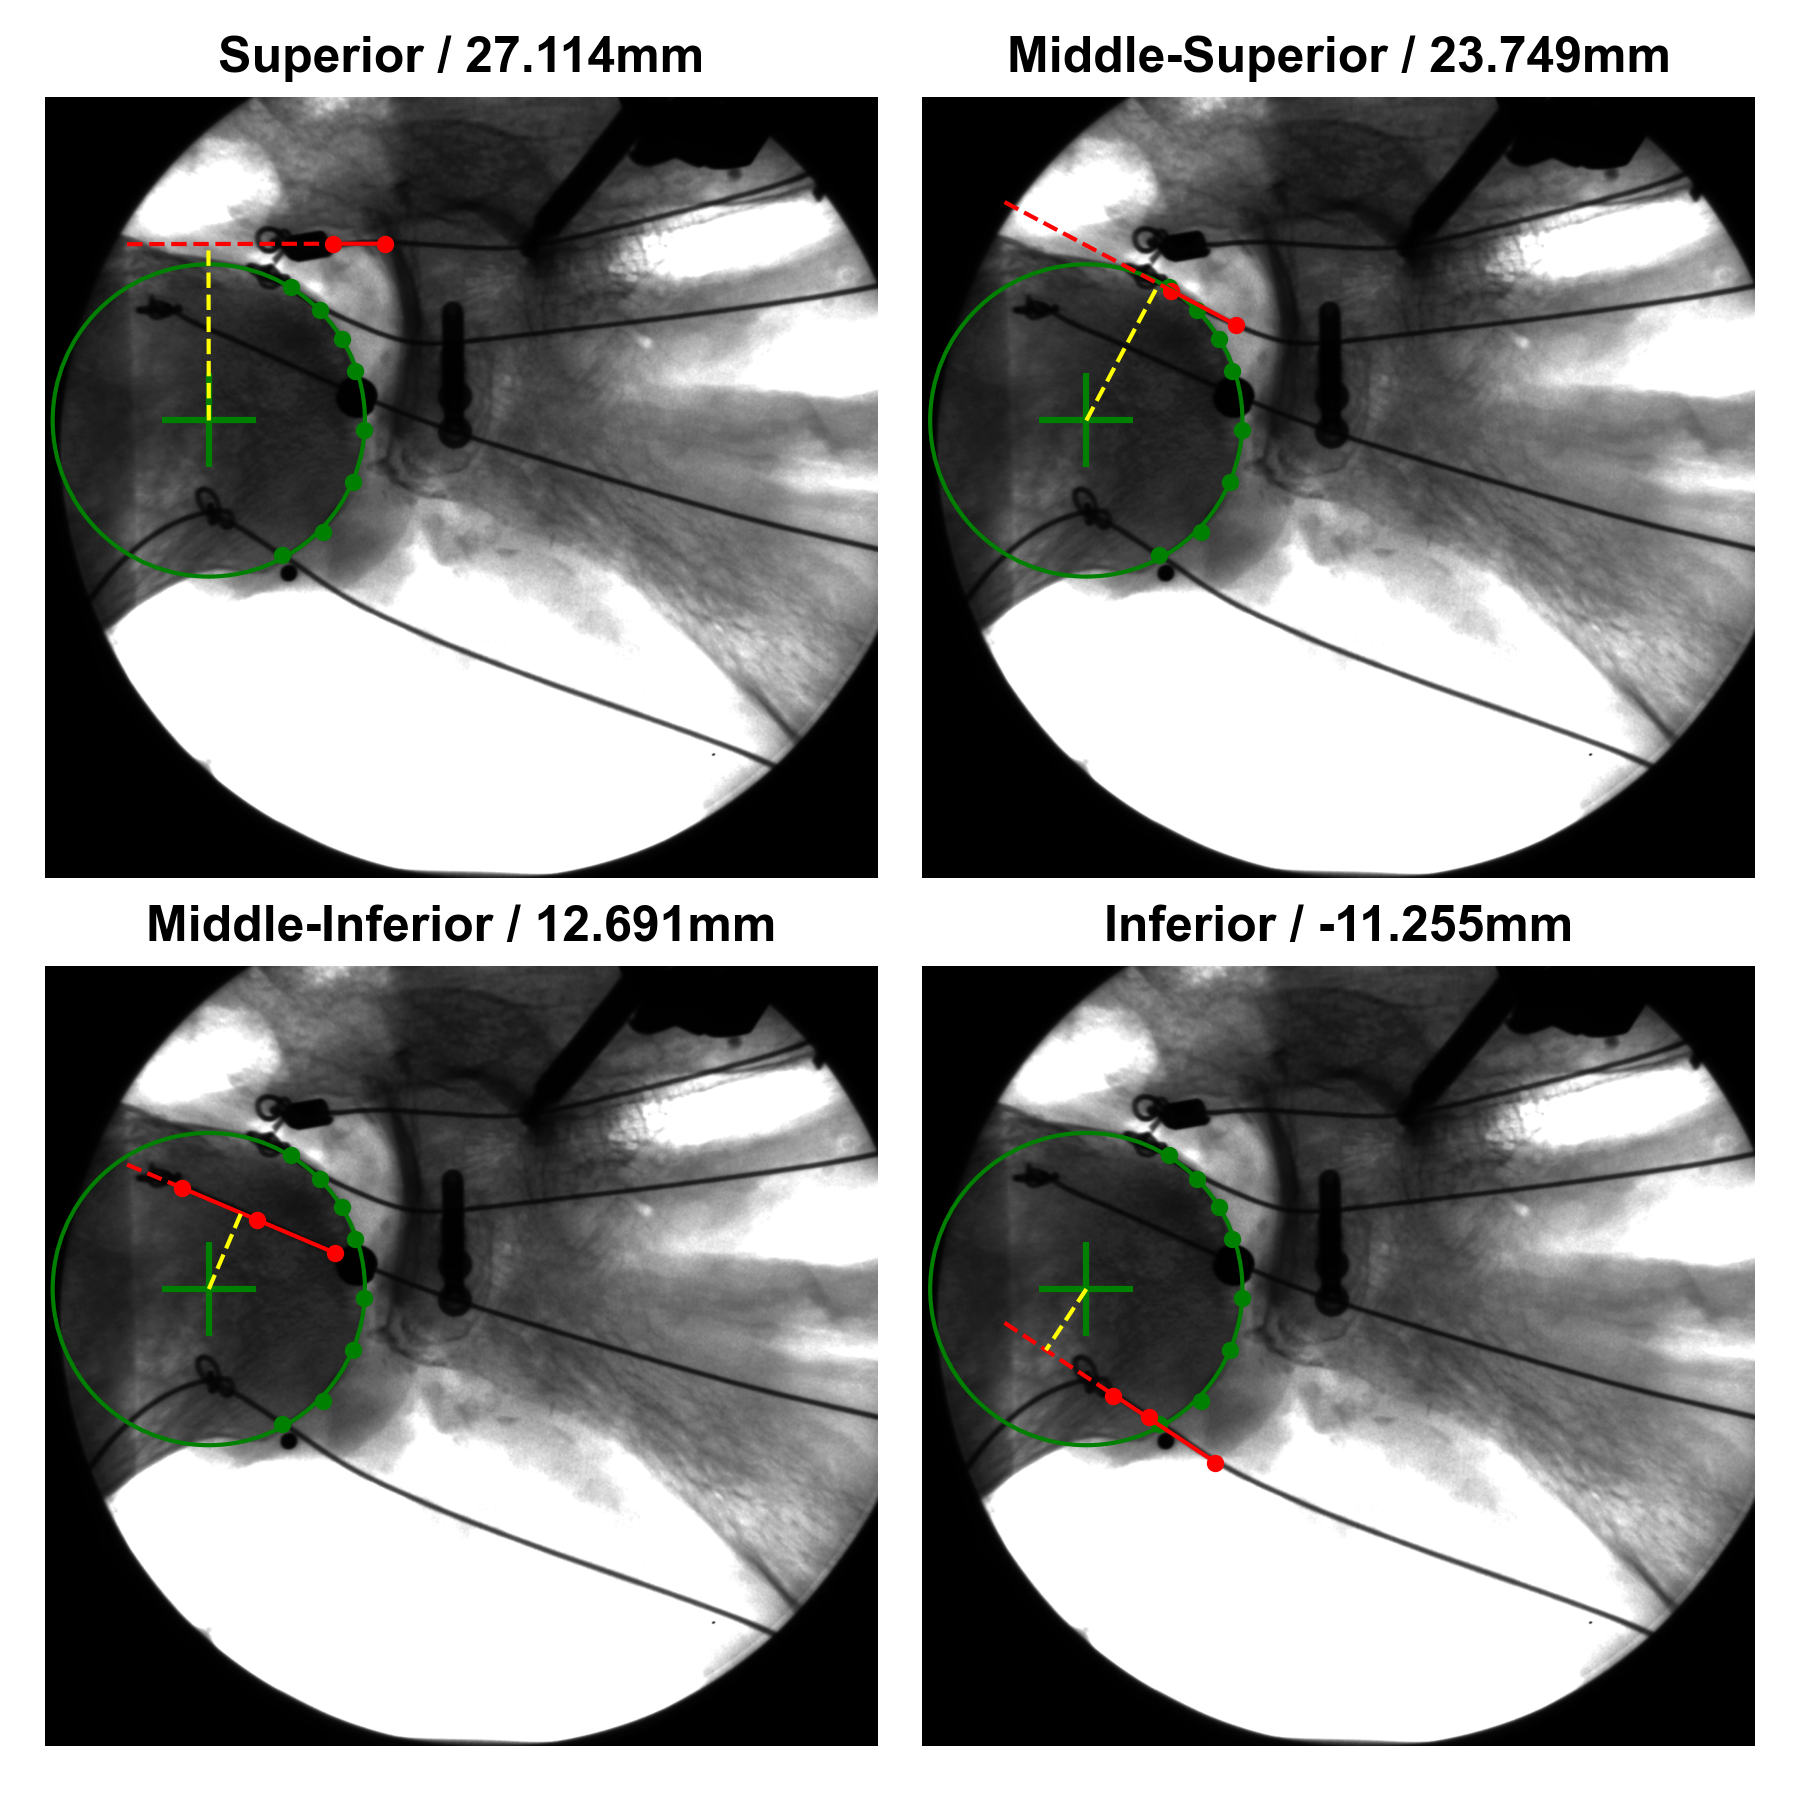 Superior / 27.114mm
Middle-Superior / 23.749mm
Middle-Inferior / 12.691mm
Inferior / -11.255mm